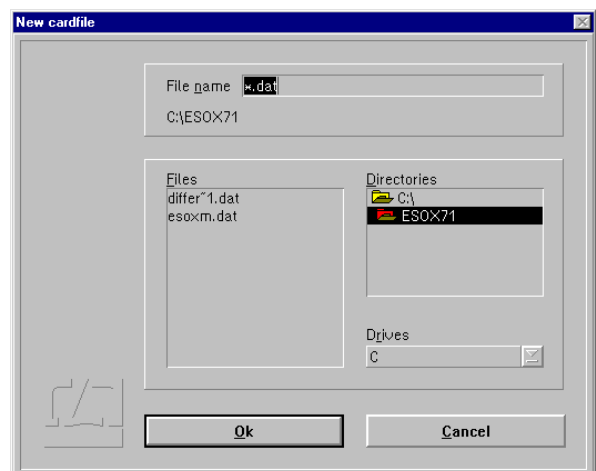 New cardfile
File name *.dat
C:\ESOX71
Files
differ~1.dat
esoxm.dat
Directories
C:\
ESOX71
Drives
C
Ok
Cancel